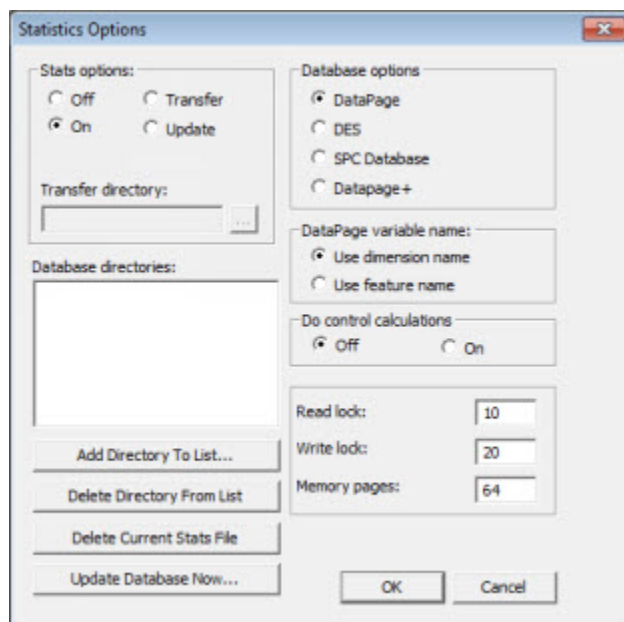 Statistics Options
Stats options:
Off
Transfer
On
Update
Transfer directory:
...
Database directories:
Add Directory To List...
Delete Directory From List
Delete Current Stats File
Update Database Now...
Database options
DataPage
DES
SPC Database
Datapage+
DataPage variable name:
Use dimension name
Use feature name
Do control calculations
Off
On
Read lock:
10
Write lock:
20
Memory pages:
64
OK
Cancel